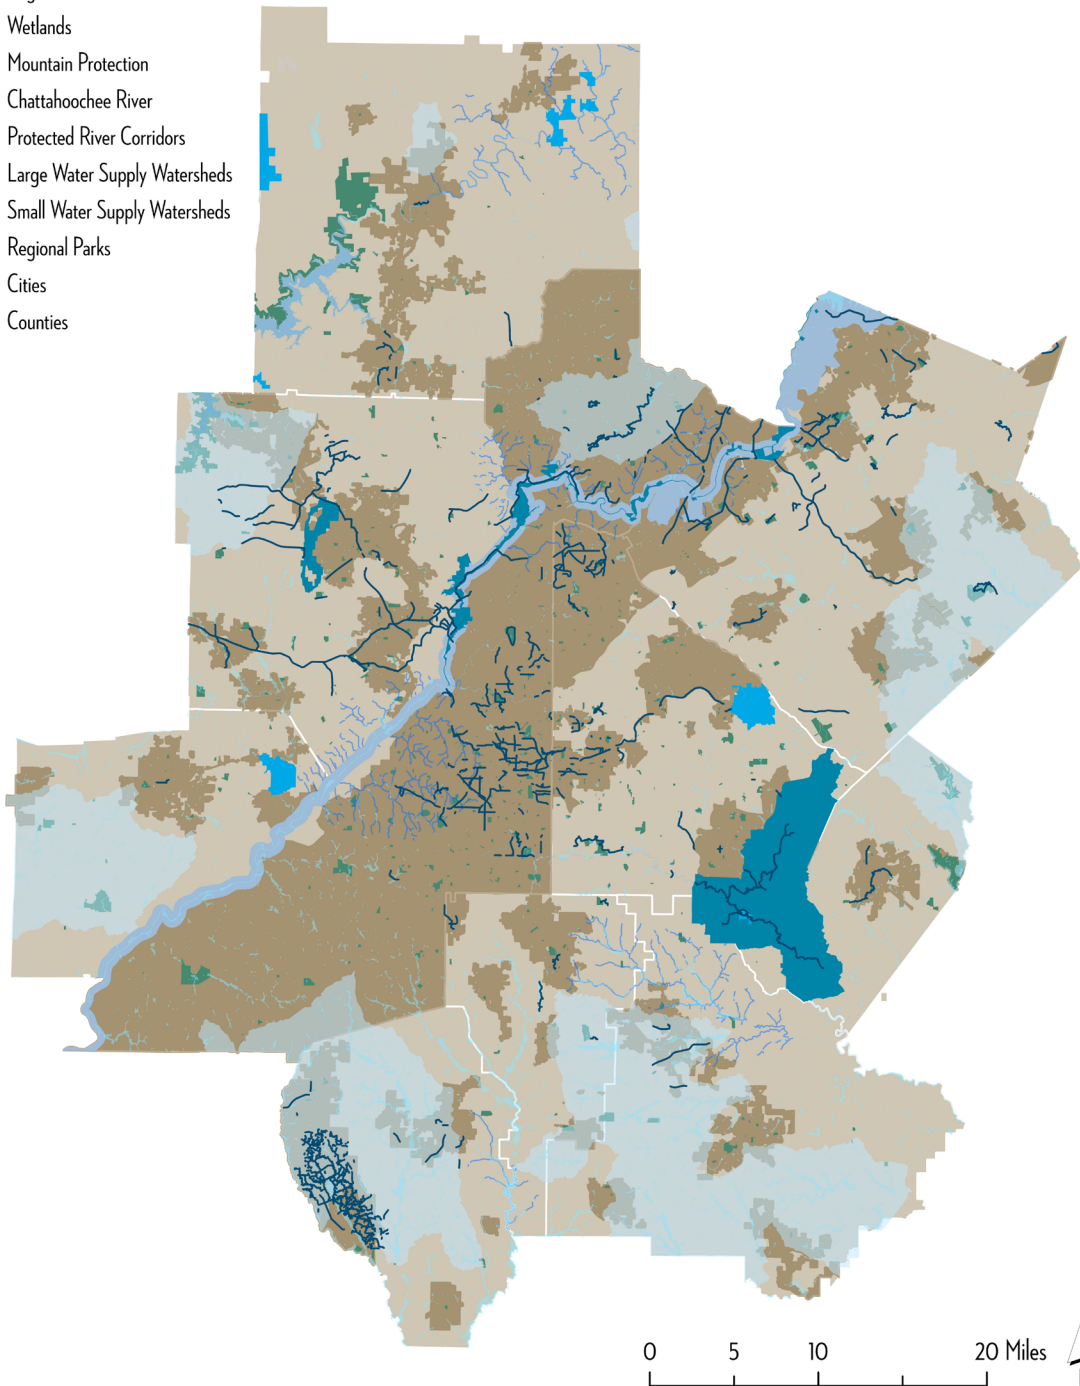 Wetlands
Mountain Protection
Chattahoochee River
Protected River Corridors
Large Water Supply Watersheds
Small Water Supply Watersheds
Regional Parks
Cities
Counties
0 5 10 20 Miles